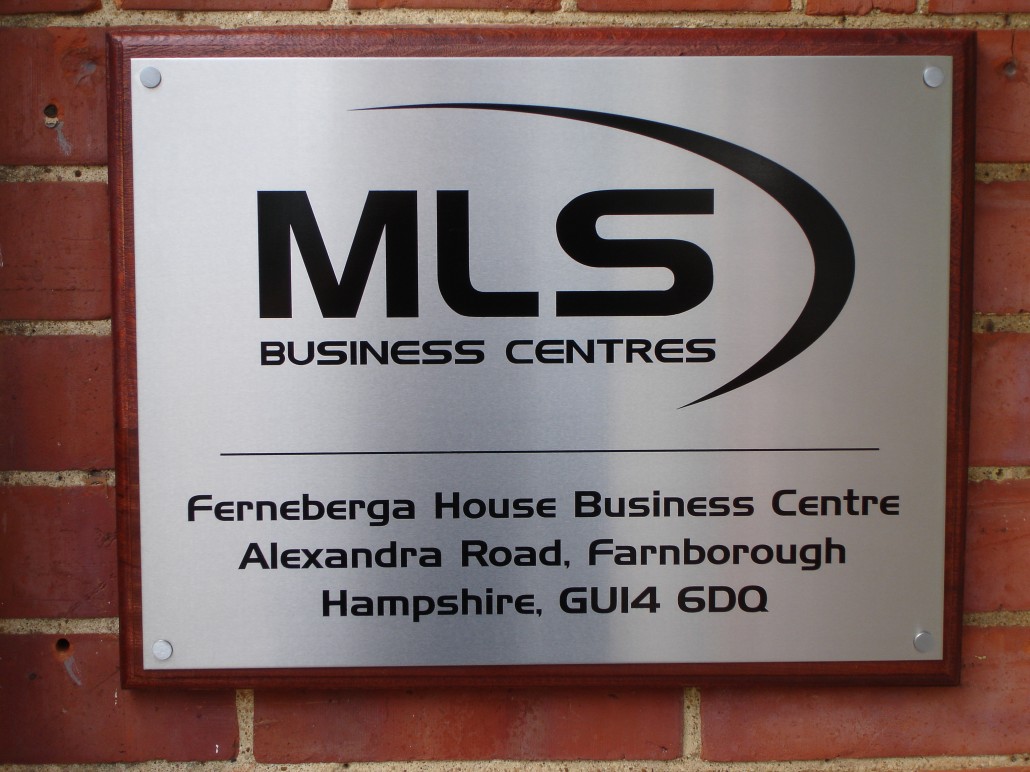 MLS
BUSINESS CENTRES
Ferneberga House Business Centre
Alexandra Road, Farnborough
Hampshire, GU14 6DQ